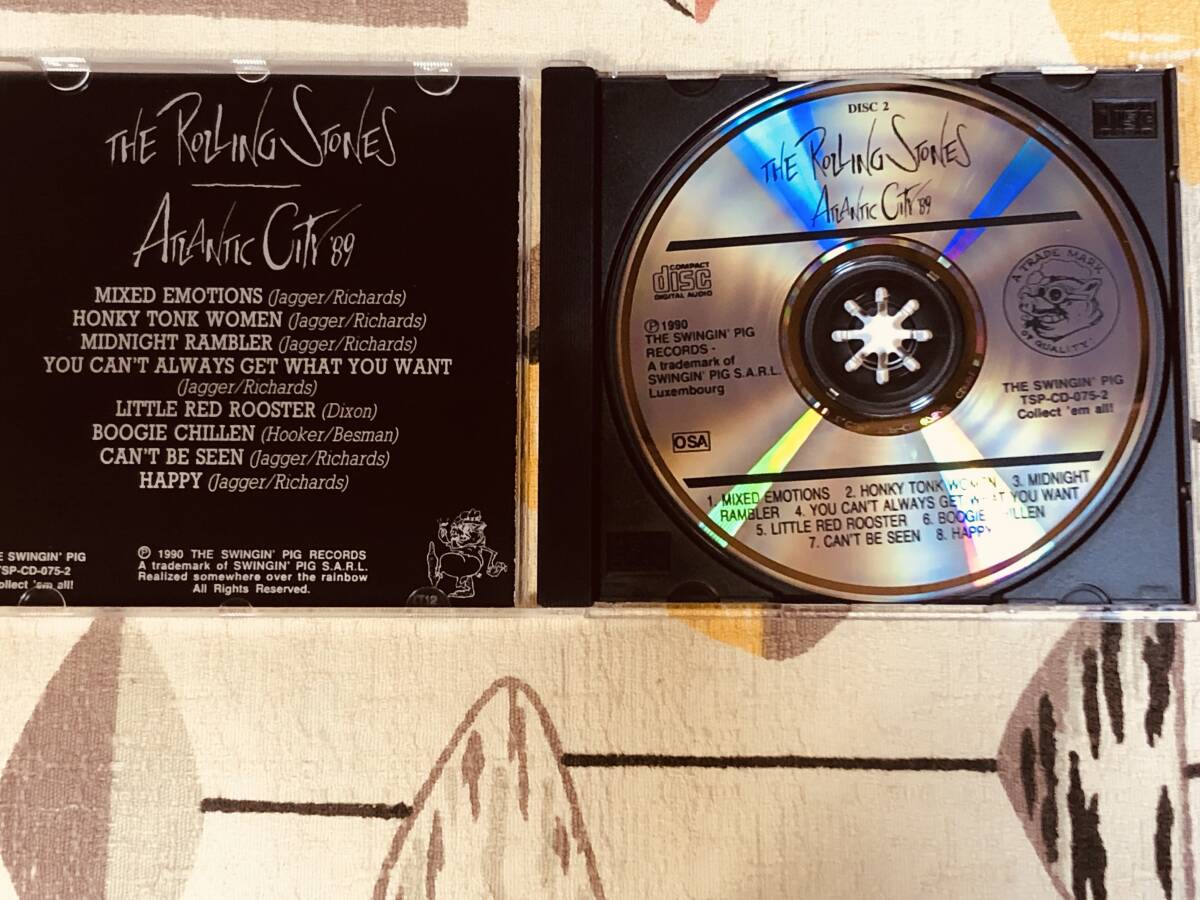 THE ROLLING STONES
ATLANTIC CITY '89
MIXED EMOTIONS (Jagger/Richards)
HONKY TONK WOMEN (Jagger/Richards)
MIDNIGHT RAMBLER (Jagger/Richards)
YOU CAN'T ALWAYS GET WHAT YOU WANT
(Jagger/Richards)
LITTLE RED ROOSTER (Dixon)
BOOGIE CHILLEN (Hooker/Besman)
CAN'T BE SEEN (Jagger/Richards)
HAPPY (Jagger/Richards)
E SWINGIN' PIG
TSP-CD-075-2
ollect 'em all!
℗ 1990 THE SWINGIN' PIG RECORDS
A trademark of SWINGIN' PIG S.A.R.L.
Realized somewhere over the rainbow
All Rights Reserved.
DISC 2
THE ROLLING STONES
ATLANTIC CITY '89
COMPACT
disc
DIGITAL AUDIO
℗ 1990
THE SWINGIN' PIG
RECORDS -
A trademark of
SWINGIN' PIG S.A.R.L.
Luxembourg
OSA
A TRADE MARK
OF QUALITY
THE SWINGIN' PIG
TSP-CD-075-2
Collect 'em all!
1. MIXED EMOTIONS 2. HONKY TONK WOMEN 3. MIDNIGHT
RAMBLER 4. YOU CAN'T ALWAYS GET WHAT YOU WANT
5. LITTLE RED ROOSTER 6. BOOGIE CHILLEN
7. CAN'T BE SEEN 8. HAPPY